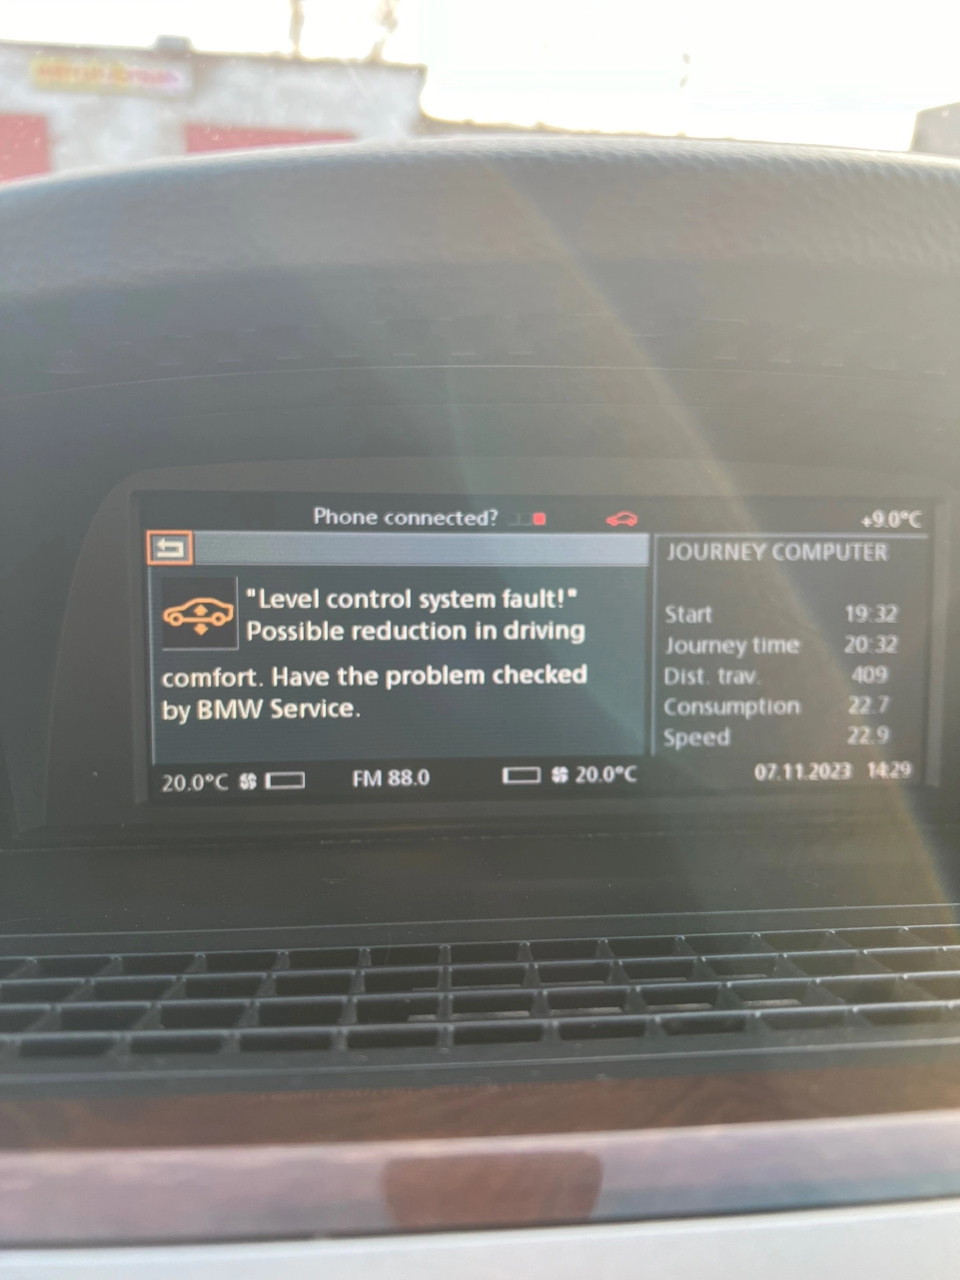 Phone connected?
+9.0°C
"Level control system fault!"
Possible reduction in driving
comfort. Have the problem checked
by BMW Service.
JOURNEY COMPUTER
Start 19:32
Journey time 20:32
Dist. trav. 409
Consumption 22.7
Speed 22.9
20.0°C
FM 88.0
20.0°C
07.11.2023 14:29